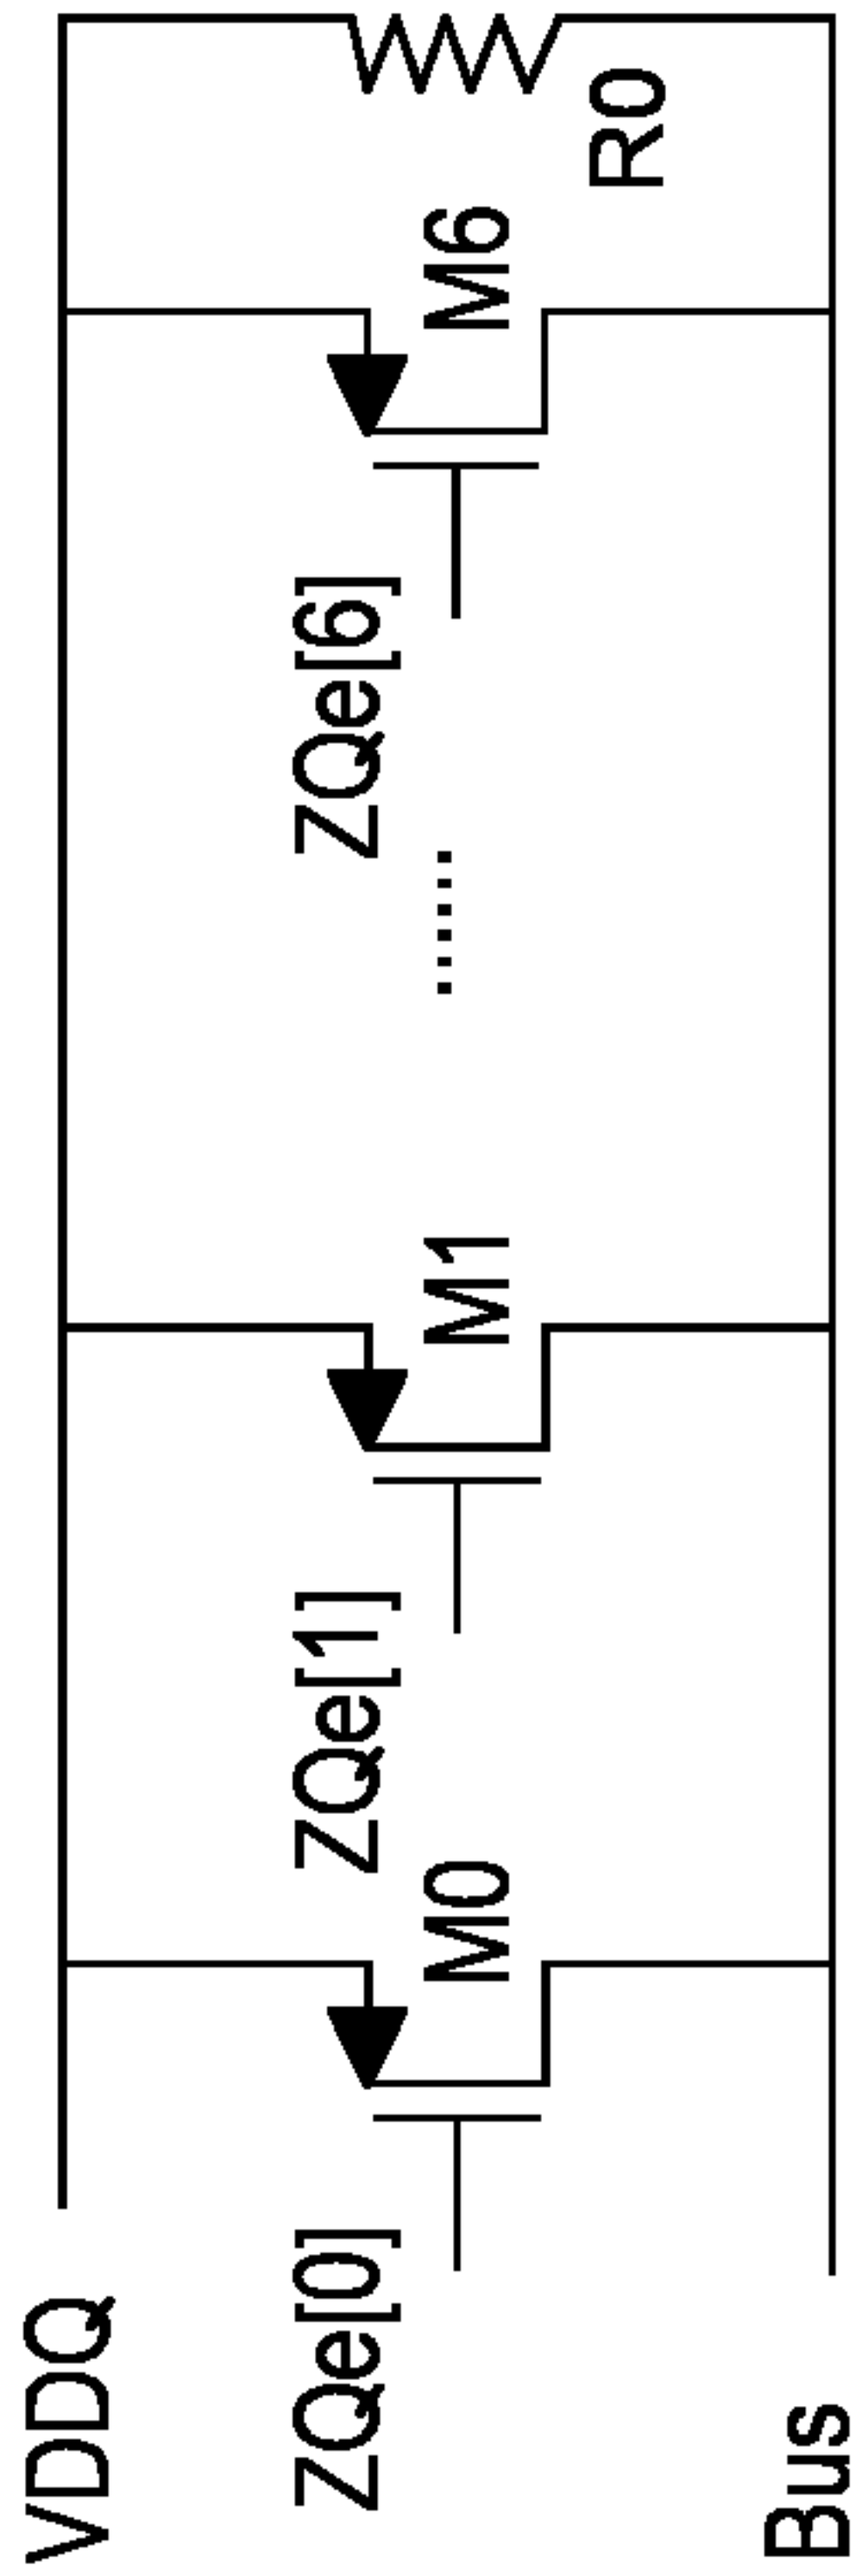 VDDQ
ZQe[0]
M0
ZQe[1]
M1
......
ZQe[6]
M6
R0
Bus